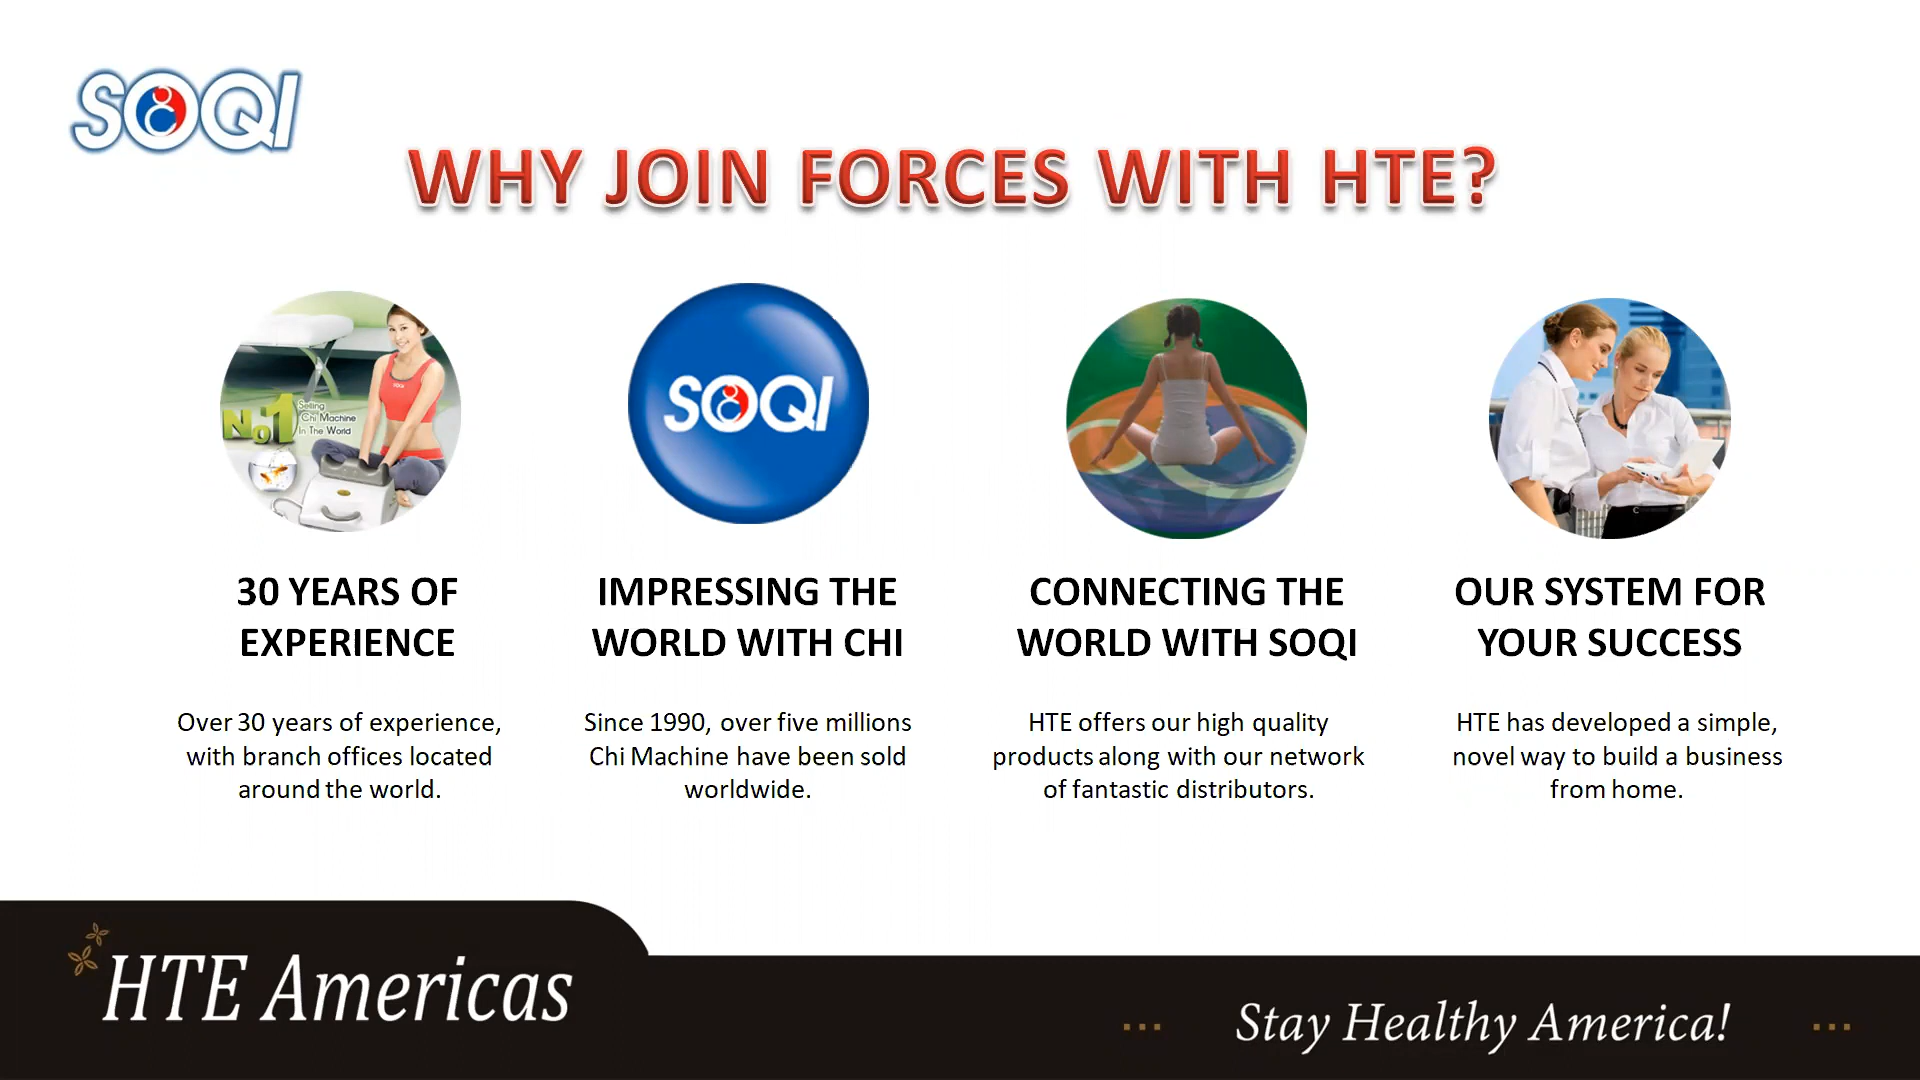 SOQI
WHY JOIN FORCES WITH HTE?
No1
Selling
Chi Machine
In The World
SOQI
SOQI
30 YEARS OF
EXPERIENCE
Over 30 years of experience,
with branch offices located
around the world.
IMPRESSING THE
WORLD WITH CHI
Since 1990, over five millions
Chi Machine have been sold
worldwide.
CONNECTING THE
WORLD WITH SOQI
HTE offers our high quality
products along with our network
of fantastic distributors.
OUR SYSTEM FOR
YOUR SUCCESS
HTE has developed a simple,
novel way to build a business
from home.
HTE Americas
... Stay Healthy America! ...